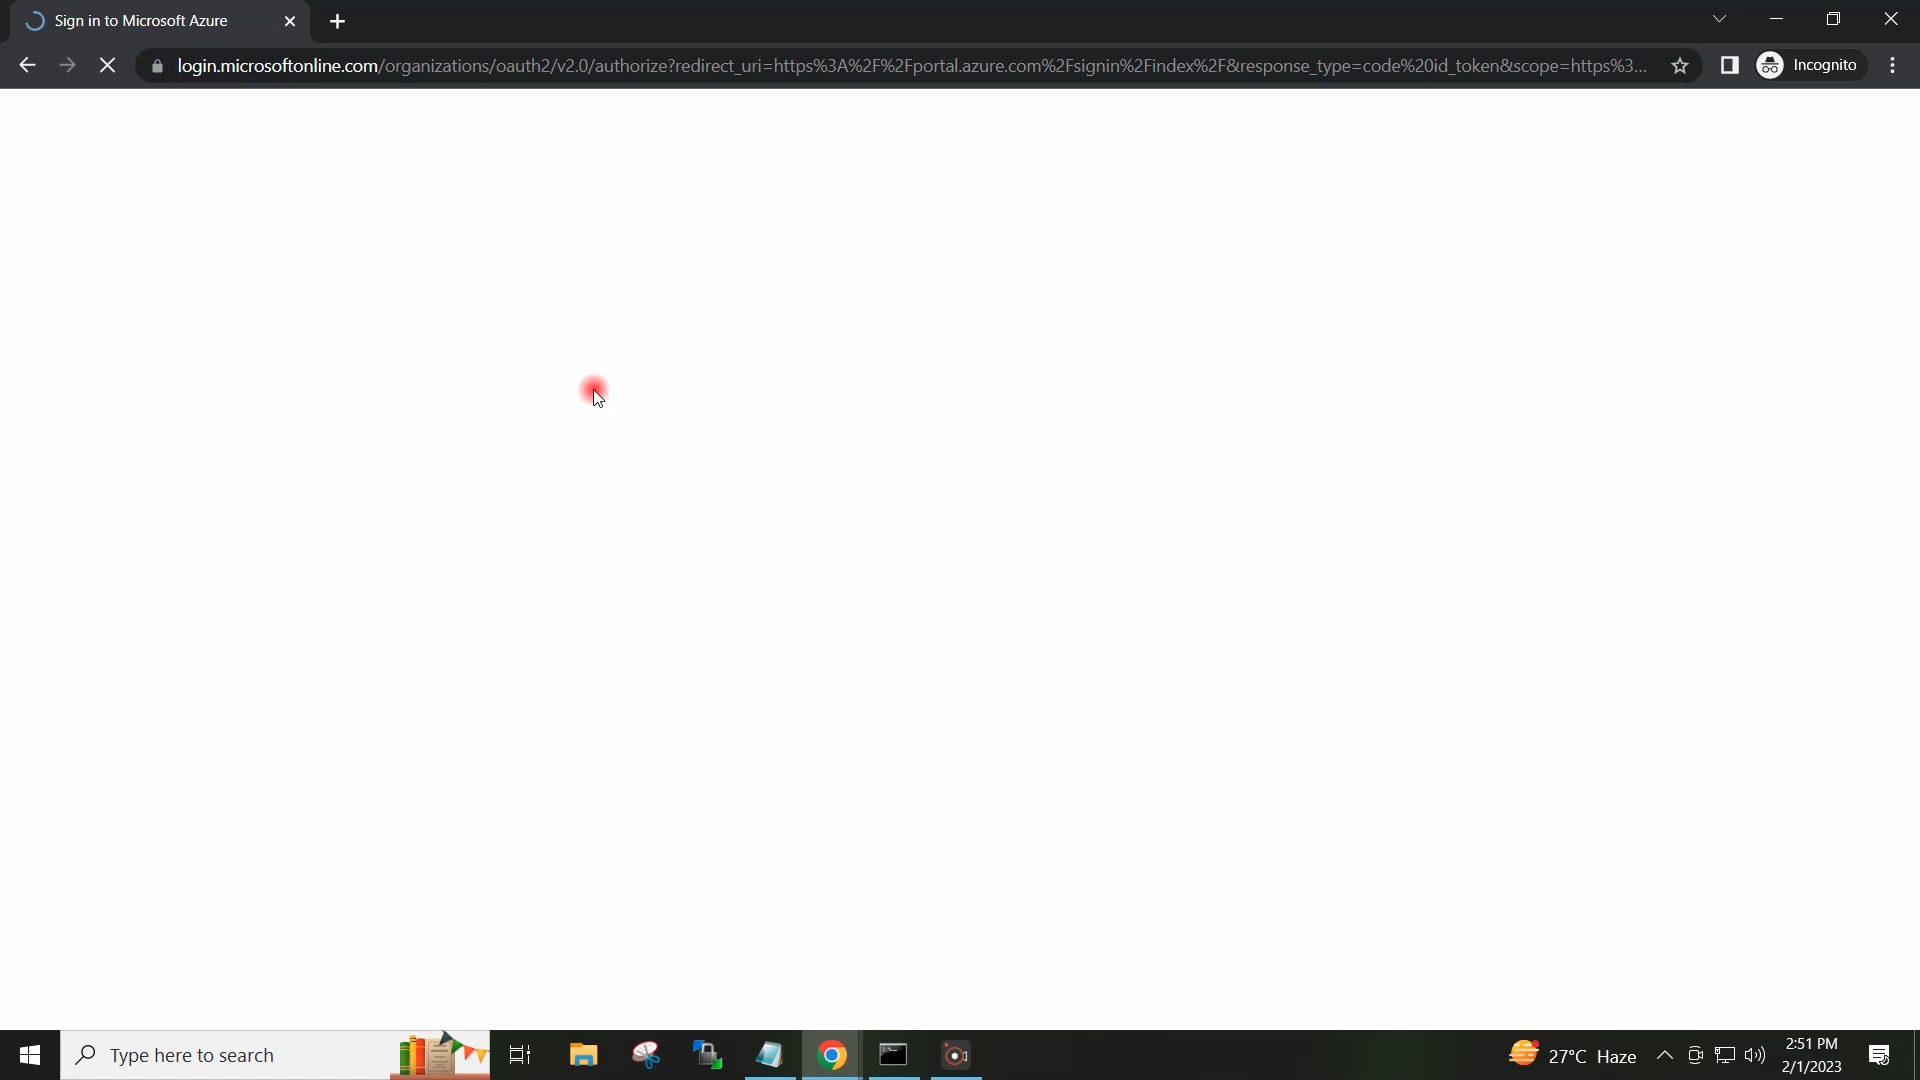 Sign in to Microsoft Azure
login.microsoftonline.com/organizations/oauth2/v2.0/authorize?redirect_uri=https%3A%2F%2Fportal.azure.com%2Fsignin%2Findex%2F&response_type=code%20id_token&scope=https%3...
Incognito
Type here to search
27°C Haze
2:51 PM
2/1/2023